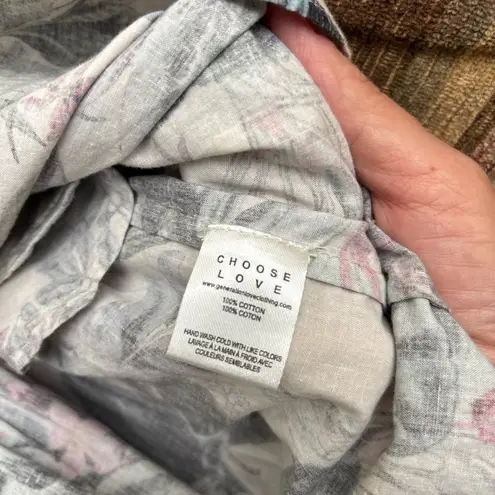 CHOOSE
LOVE
www.generationloveclothing.com
100% COTTON
100% COTON
HAND WASH COLD WITH LIKE COLORS
LAVAGE À LA MAIN À FROID AVEC
COULEURS SEMBLABLES